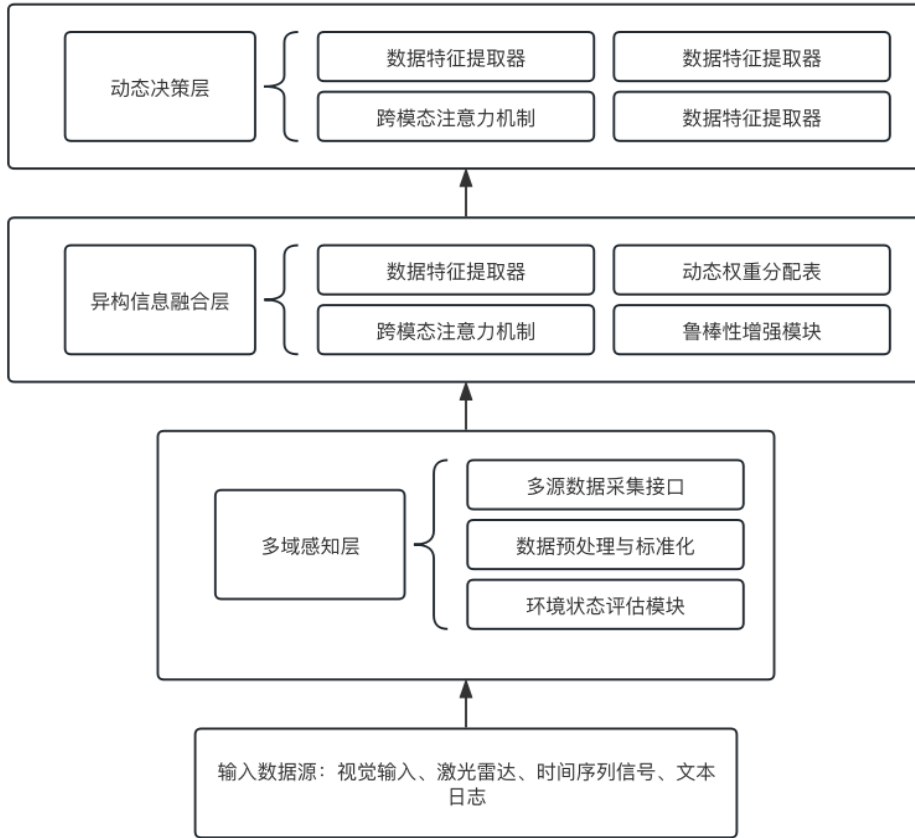 动态决策层
数据特征提取器
数据特征提取器
跨模态注意力机制
数据特征提取器
异构信息融合层
数据特征提取器
动态权重分配表
跨模态注意力机制
鲁棒性增强模块
多域感知层
多源数据采集接口
数据预处理与标准化
环境状态评估模块
输入数据源：视觉输入、激光雷达、时间序列信号、文本
日志